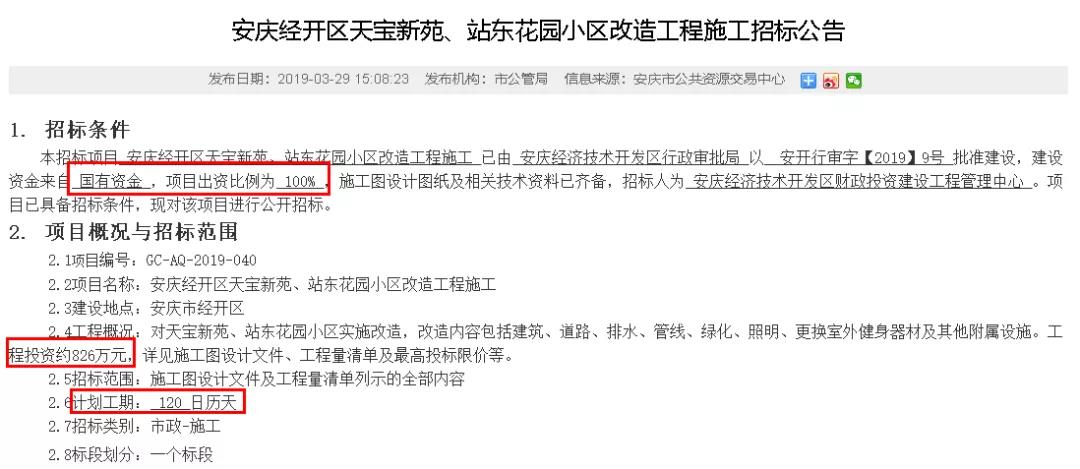 安庆经开区天宝新苑、站东花园小区改造工程施工招标公告
发布日期：2019-03-29 15:08:23 发布机构：市公管局 信息来源：安庆市公共资源交易中心
1. 招标条件
本招标项目 安庆经开区天宝新苑、站东花园小区改造工程施工 已由 安庆经济技术开发区行政审批局 以 安开行审字【2019】9号 批准建设，建设
资金来自 国有资金 ，项目出资比例为 100% ，施工图设计图纸及相关技术资料已齐备，招标人为 安庆经济技术开发区财政投资建设工程管理中心 。项
目已具备招标条件，现对该项目进行公开招标。
2. 项目概况与招标范围
2.1项目编号：GC-AQ-2019-040
2.2项目名称：安庆经开区天宝新苑、站东花园小区改造工程施工
2.3建设地点：安庆市经开区
2.4工程概况：对天宝新苑、站东花园小区实施改造，改造内容包括建筑、道路、排水、管线、绿化、照明、更换室外健身器材及其他附属设施。工
程投资约826万元，详见施工图设计文件、工程量清单及最高投标限价等。
2.5招标范围：施工图设计文件及工程量清单列示的全部内容
2.6计划工期： 120 日历天
2.7招标类别：市政-施工
2.8标段划分：一个标段